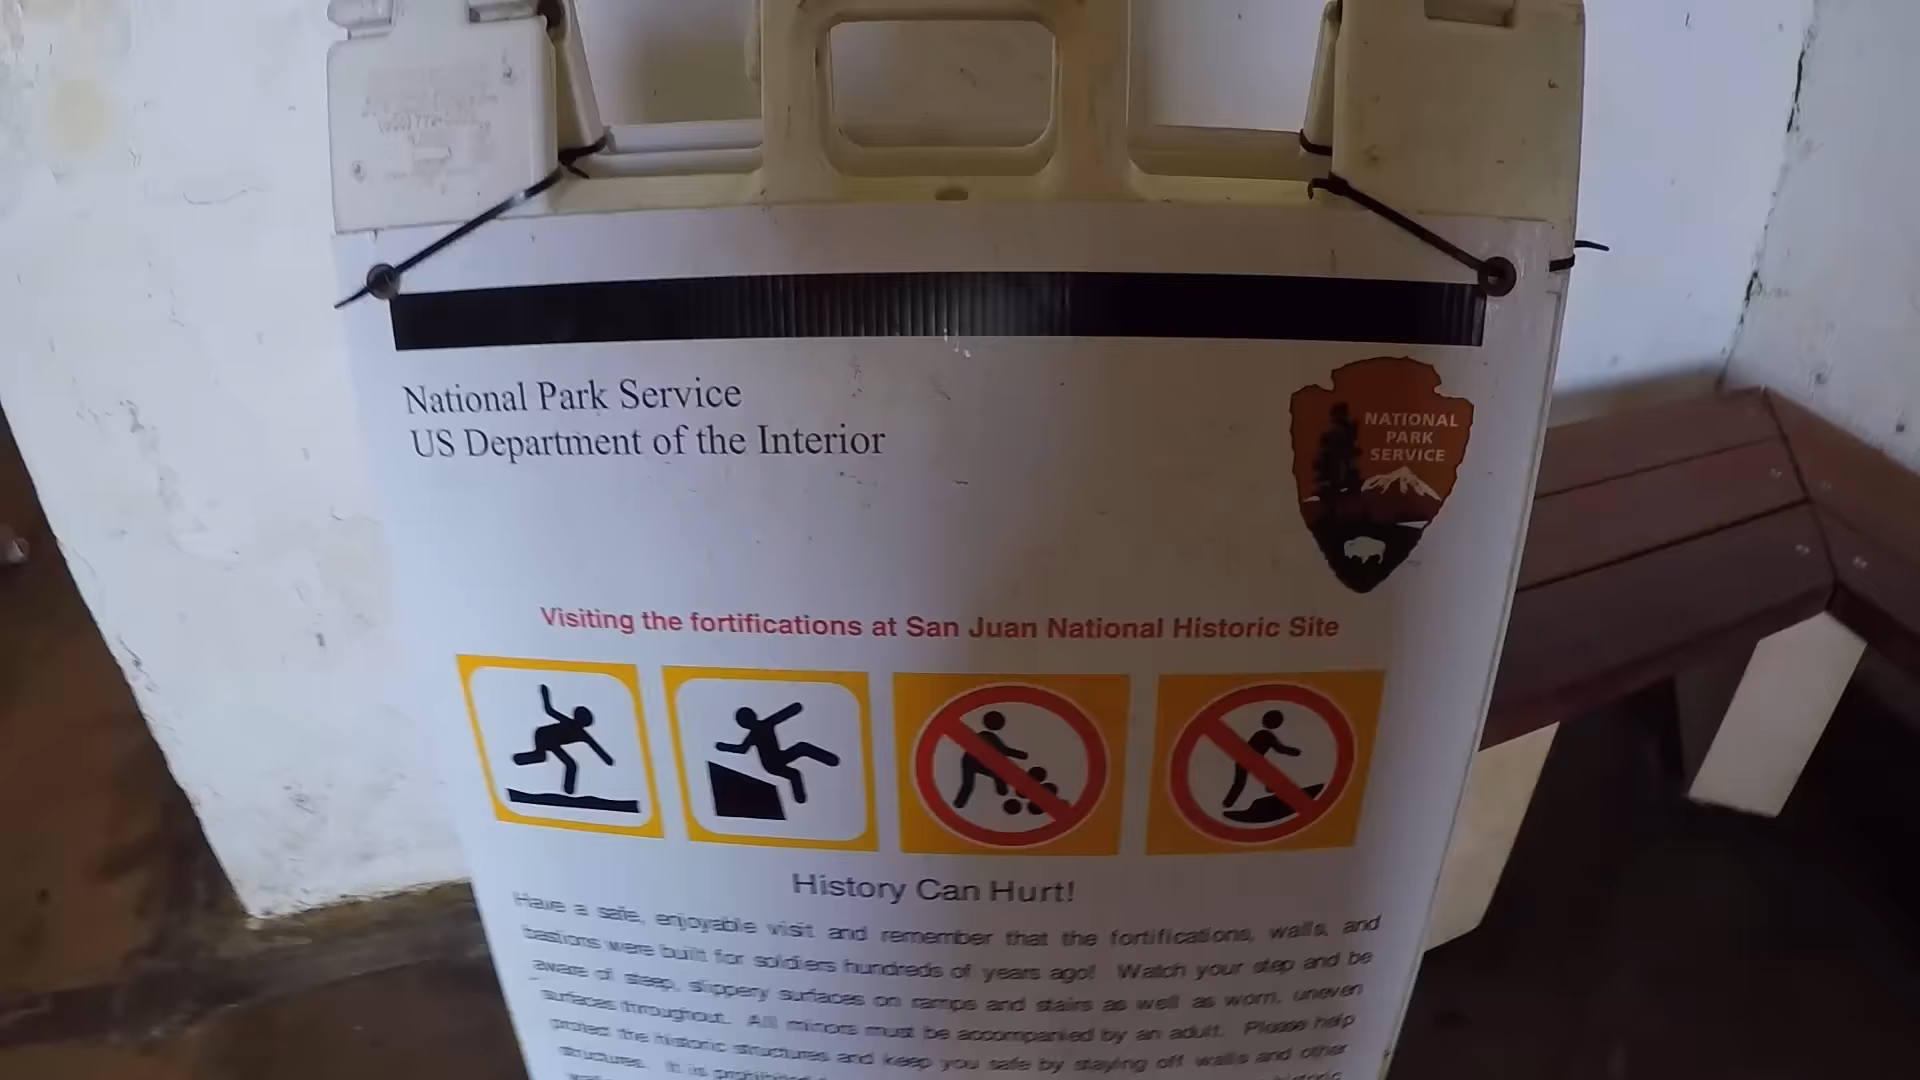 National Park Service
US Department of the Interior
NATIONAL
PARK
SERVICE
Visiting the fortifications at San Juan National Historic Site
History Can Hurt!
Have a safe, enjoyable visit and remember that the fortifications, walls, and
bastions were built for soldiers hundreds of years ago! Watch your step and be
aware of steep, slippery surfaces on ramps and stairs as well as worn, uneven
surfaces throughout. All minors must be accompanied by an adult. Please help
protect the historic structures and keep you safe by staying off walls and other
structures. It is